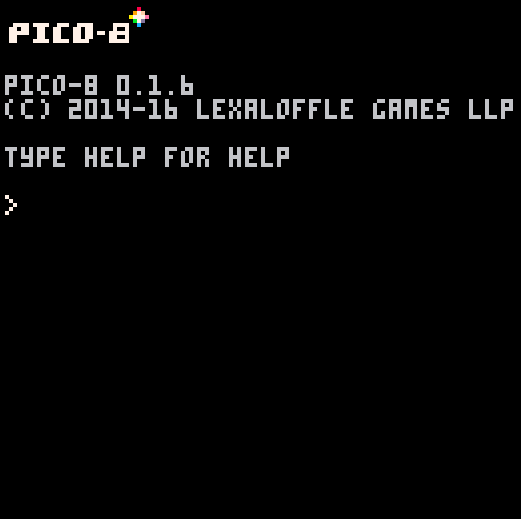 PICO-8
PICO-8 0.1.6
(C) 2014-16 LEXALOFFLE GAMES LLP
TYPE HELP FOR HELP
>